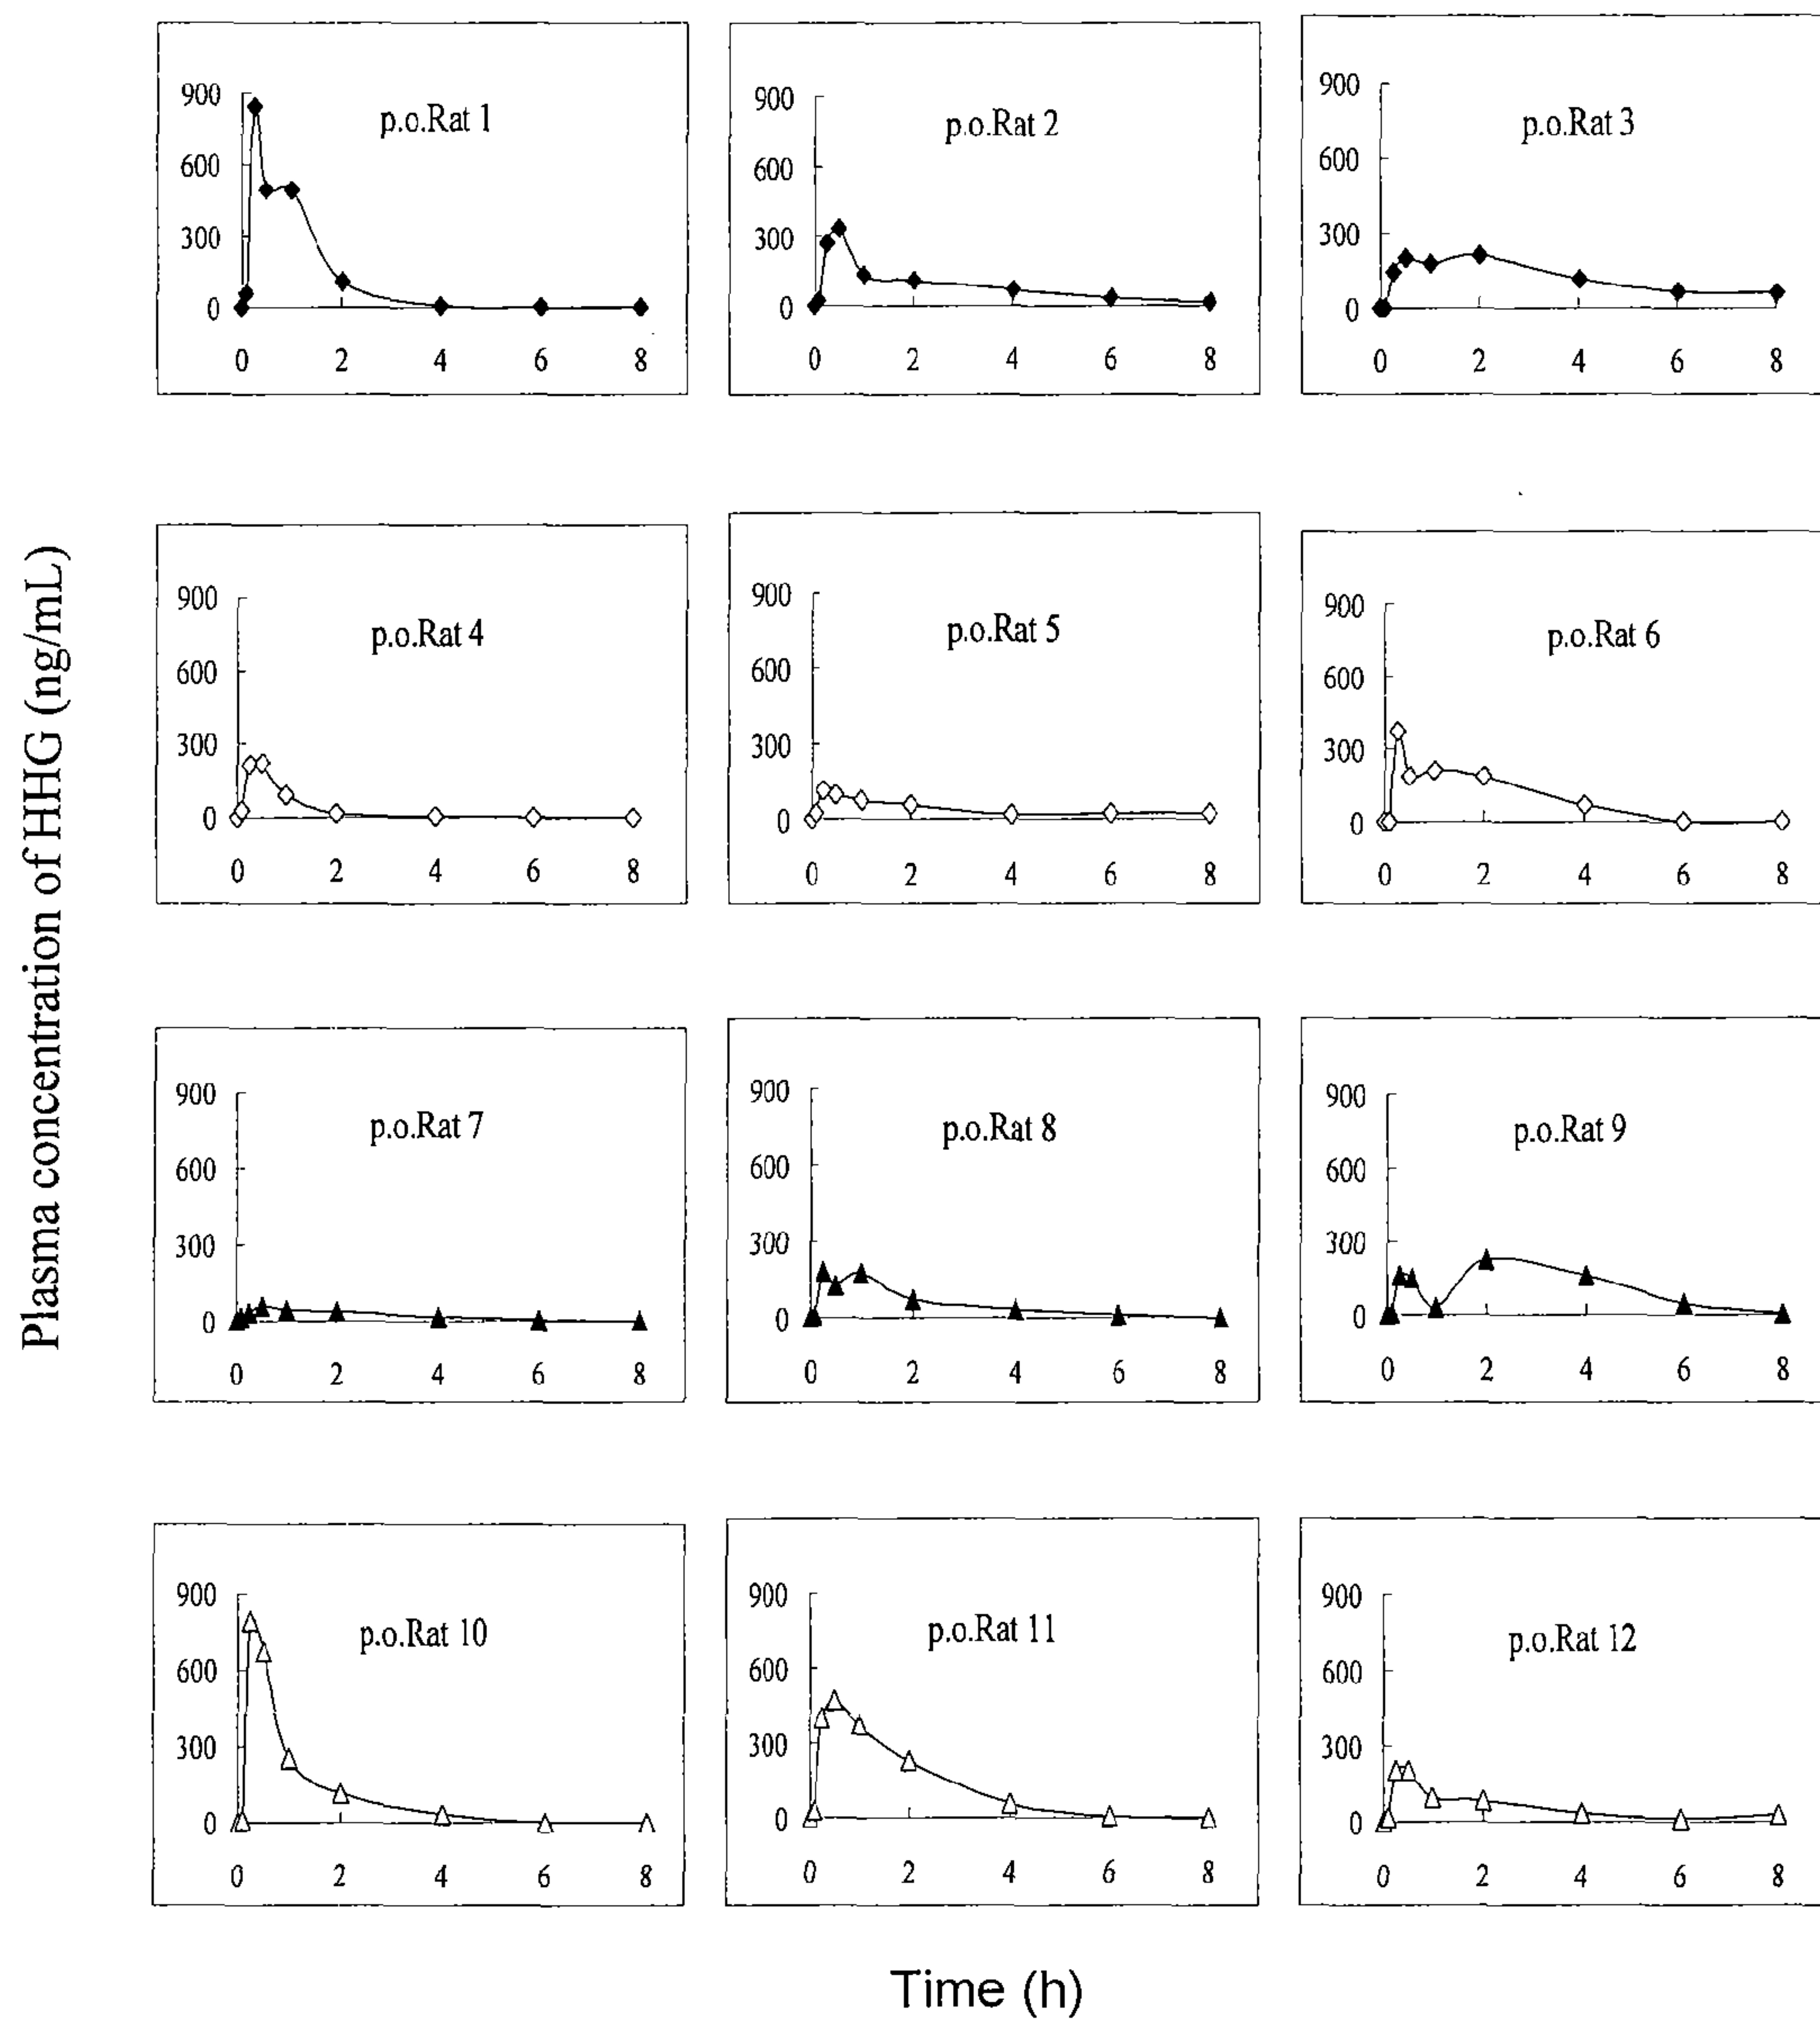 Plasma concentration of HHG (ng/mL)
p.o.Rat 1
900
600
300
0
0 2 4 6 8
p.o.Rat 2
900
600
300
0
0 2 4 6 8
p.o.Rat 3
900
600
300
0
0 2 4 6 8
p.o.Rat 4
900
600
300
0
0 2 4 6 8
p.o.Rat 5
900
600
300
0
0 2 4 6 8
p.o.Rat 6
900
600
300
0
0 2 4 6 8
p.o.Rat 7
900
600
300
0
0 2 4 6 8
p.o.Rat 8
900
600
300
0
0 2 4 6 8
p.o.Rat 9
900
600
300
0
0 2 4 6 8
p.o.Rat 10
900
600
300
0
0 2 4 6 8
p.o.Rat 11
900
600
300
0
0 2 4 6 8
p.o.Rat 12
900
600
300
0
0 2 4 6 8
Time (h)